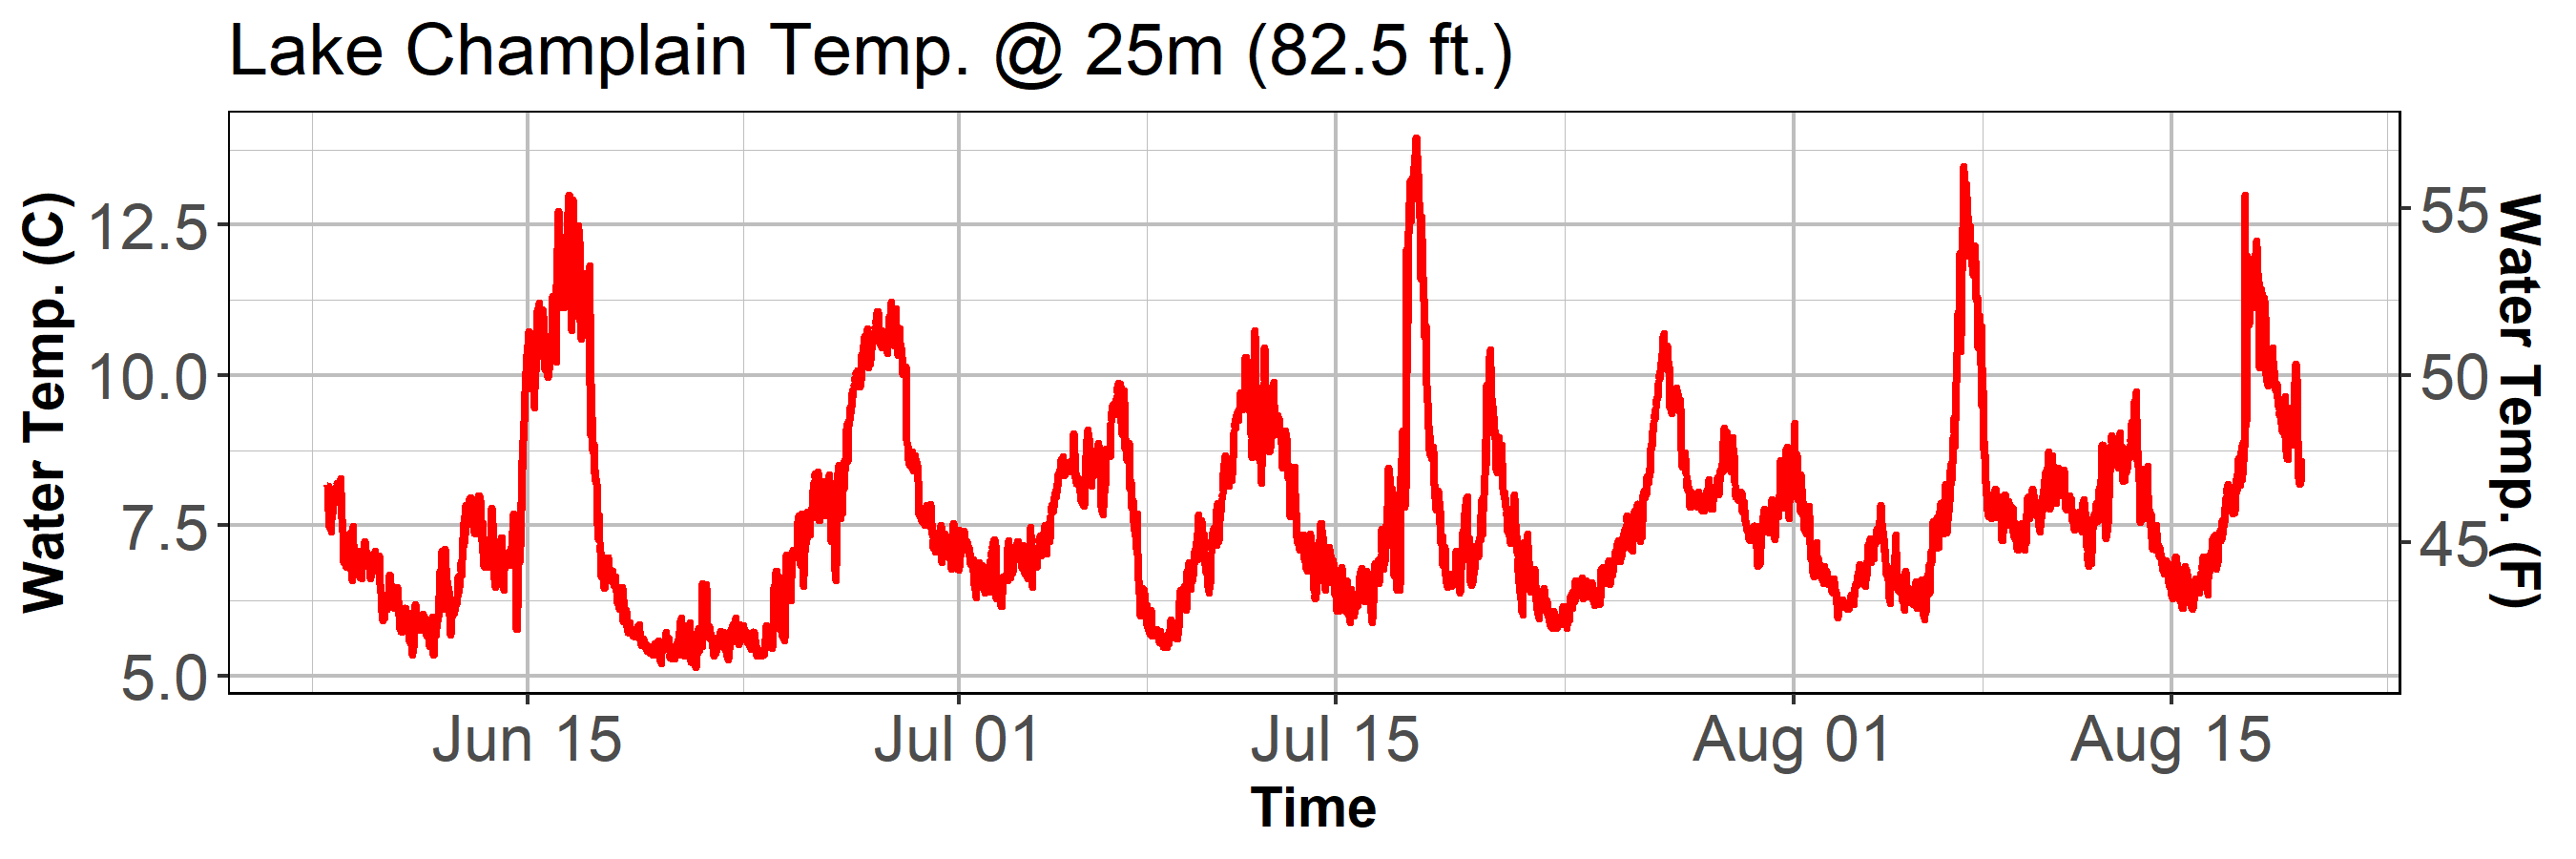 Lake Champlain Temp. @ 25m (82.5 ft.)
Water Temp. (C)
12.5
10.0
7.5
5.0
55
50
45
Water Temp. (F)
Jun 15
Jul 01
Jul 15
Aug 01
Aug 15
Time